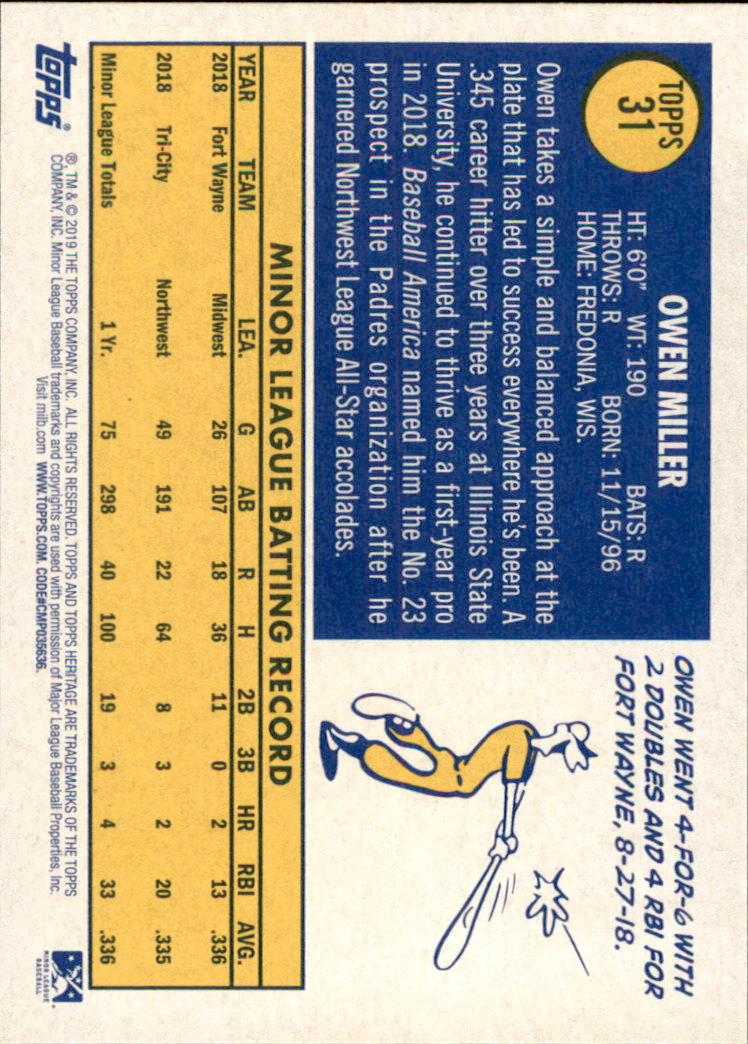 TOPPS
31
OWEN MILLER
HT: 6'0" WT: 190 BATS: R
THROWS: R BORN: 11/15/96
HOME: FREDONIA, WIS.
Owen takes a simple and balanced approach at the
plate that has led to success everywhere he's been. A
.345 career hitter over three years at Illinois State
University, he continued to thrive as a first-year pro
in 2018. Baseball America named him the No. 23
prospect in the Padres organization after he
garnered Northwest League All-Star accolades.
OWEN WENT 4-FOR-6 WITH
2 DOUBLES AND 4 RBI FOR
FORT WAYNE, 8-27-18.
MINOR LEAGUE BATTING RECORD
YEAR TEAM LEA. G AB R H 2B 3B HR RBI AVG.
2018 Fort Wayne Midwest 26 107 18 36 11 0 2 13 .336
2018 Tri-City Northwest 49 191 22 64 8 3 2 20 .335
Minor League Totals 1 Yr. 75 298 40 100 19 3 4 33 .336
Topps®
®, TM & © 2019 THE TOPPS COMPANY, INC. ALL RIGHTS RESERVED. TOPPS AND TOPPS HERITAGE ARE TRADEMARKS OF THE TOPPS
COMPANY, INC. Minor League Baseball trademarks and copyrights are used with permission of Major League Baseball Properties, Inc.
Visit milb.com WWW.TOPPS.COM. CODE#CMP035636.
MINOR LEAGUE
BASEBALL